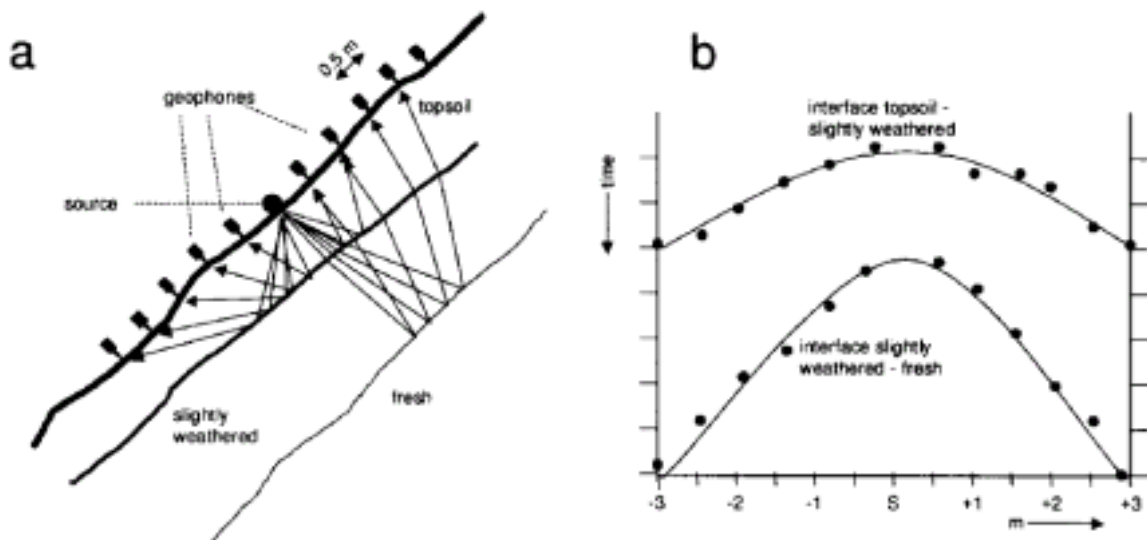 a
0.5 m
geophones
topsoil
source
slightly
weathered
fresh
b
interface topsoil -
slightly weathered
time
interface slightly
weathered - fresh
-3 -2 -1 S +1 +2 +3
m